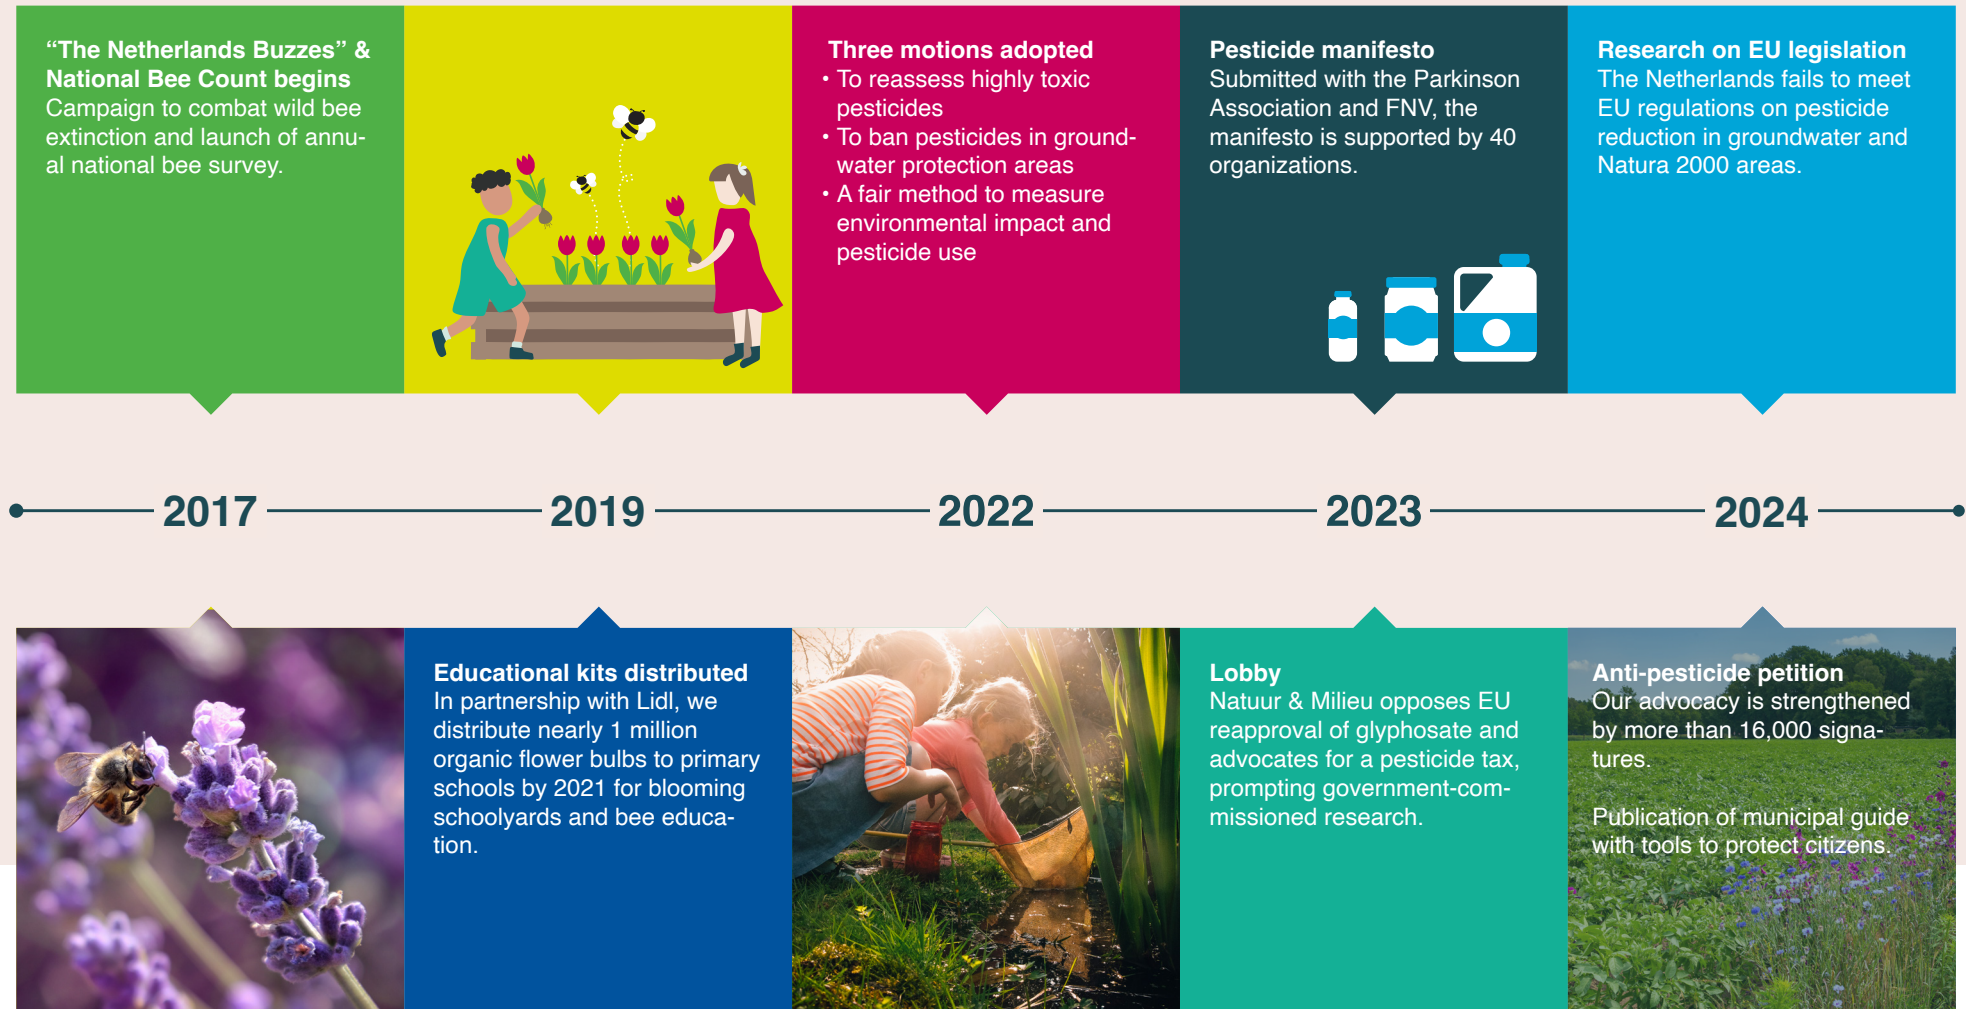 “The Netherlands Buzzes” &
National Bee Count begins
Campaign to combat wild bee
extinction and launch of annu-
al national bee survey.
Three motions adopted
• To reassess highly toxic
pesticides
• To ban pesticides in ground-
water protection areas
• A fair method to measure
environmental impact and
pesticide use
Pesticide manifesto
Submitted with the Parkinson
Association and FNV, the
manifesto is supported by 40
organizations.
Research on EU legislation
The Netherlands fails to meet
EU regulations on pesticide
reduction in groundwater and
Natura 2000 areas.
2017
2019
2022
2023
2024
Educational kits distributed
In partnership with Lidl, we
distribute nearly 1 million
organic flower bulbs to primary
schools by 2021 for blooming
schoolyards and bee educa-
tion.
Lobby
Natuur & Milieu opposes EU
reapproval of glyphosate and
advocates for a pesticide tax,
prompting government-com-
missioned research.
Anti-pesticide petition
Our advocacy is strengthened
by more than 16,000 signa-
tures.
Publication of municipal guide
with tools to protect citizens.